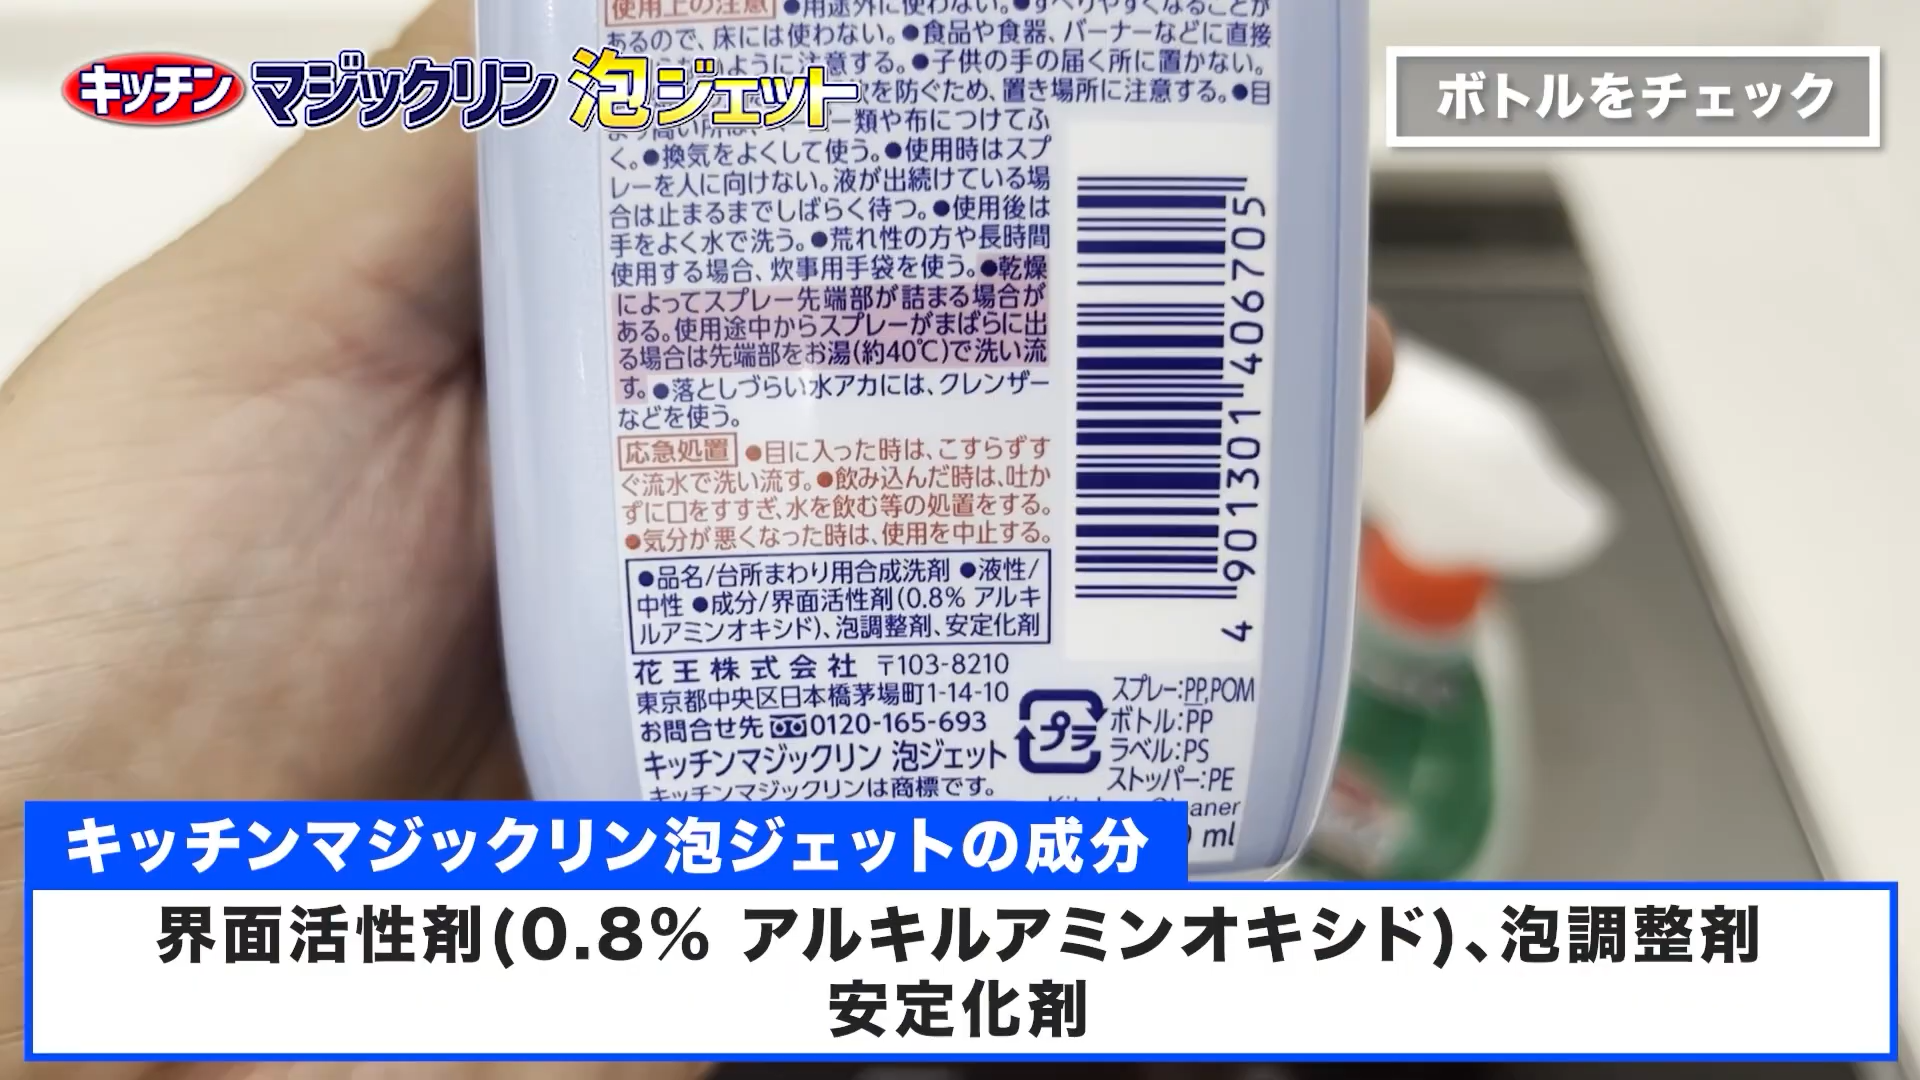 使用上の注意 ●用途外に使わない。●すべりやすくなることが
あるので、床には使わない。●食品や食器、バーナーなどに直接
ように注意する。●子供の手の届く所に置かない。
を防ぐため、置き場所に注意する。●目
より高い所は、 類や布につけてふ
く。●換気をよくして使う。●使用時はスプ
レーを人に向けない。液が出続けている場
合は止まるまでしばらく待つ。●使用後は
手をよく水で洗う。●荒れ性の方や長時間
使用する場合、炊事用手袋を使う。●乾燥
によってスプレー先端部が詰まる場合が
ある。使用途中からスプレーがまばらに出
る場合は先端部をお湯(約40℃)で洗い流
す。●落としづらい水アカには、クレンザー
などを使う。
応急処置 ●目に入った時は、こすらずす
ぐ流水で洗い流す。●飲み込んだ時は、吐か
ずに口をすすぎ、水を飲む等の処置をする。
●気分が悪くなった時は、使用を中止する。
●品名/台所まわり用合成洗剤 ●液性/
中性 ●成分/界面活性剤(0.8% アルキ
ルアミンオキシド)、泡調整剤、安定化剤
花王株式会社 〒103-8210
東京都中央区日本橋茅場町1-14-10
お問合せ先 0120-165-693
キッチンマジックリン 泡ジェット
キッチンマジックリンは商標です。
4 901301 406705
プラ
スプレー:PP,POM
ボトル:PP
ラベル:PS
ストッパー:PE
Kitchen Cleaner
ml
キッチン マジックリン 泡ジェット
ボトルをチェック
キッチンマジックリン泡ジェットの成分
界面活性剤(0.8% アルキルアミンオキシド)、泡調整剤
安定化剤